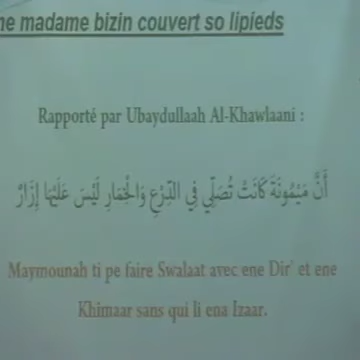 ne madame bizin couvert so lipieds
Rapporté par Ubaydullaah Al-Khawlaani :
أَنَّ مَيْمُونَةَ كَانَتْ تُصَلِّي فِي الدِّرْعِ وَالْخِمَارِ لَيْسَ عَلَيْهَا إِزَارٌ
Maymounah ti pe faire Swalaat avec ene Dir' et ene
Khimaar sans qui li ena Izaar.